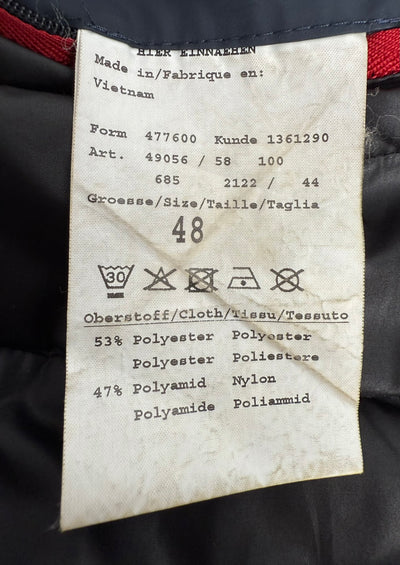 HIER EINNAEHEN
Made in/Fabrique en:
Vietnam
Form 477600 Kunde 1361290
Art. 49056 / 58 100
685 2122 / 44
Groesse/Size/Taille/Taglia
48
30
Oberstoff/Cloth/Tissu/Tessuto
53% Polyester Polyester
Polyester Poliestere
47% Polyamid Nylon
Polyamide Poliammid